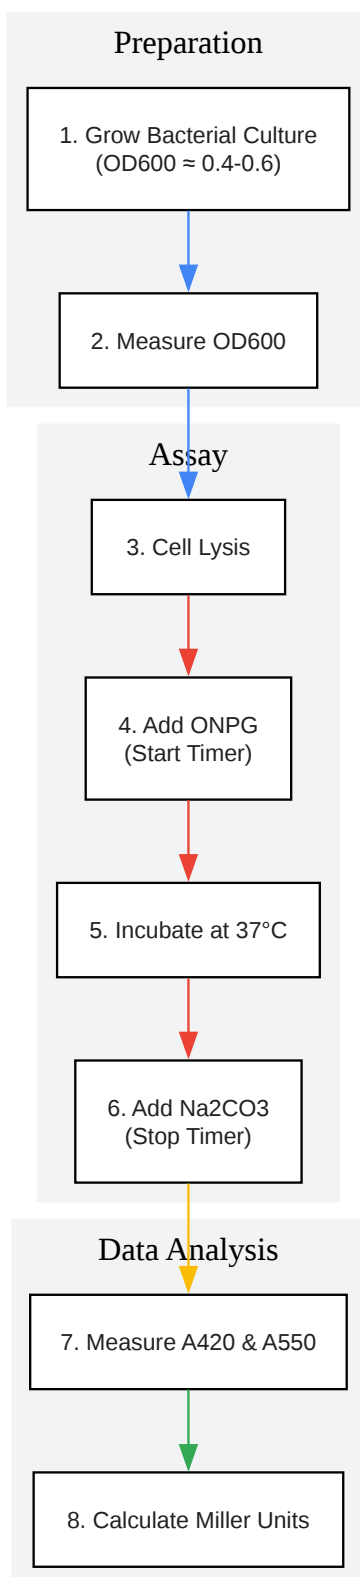 Preparation
1. Grow Bacterial Culture
(OD600 ≈ 0.4-0.6)
2. Measure OD600
Assay
3. Cell Lysis
4. Add ONPG
(Start Timer)
5. Incubate at 37°C
6. Add Na2CO3
(Stop Timer)
Data Analysis
7. Measure A420 & A550
8. Calculate Miller Units